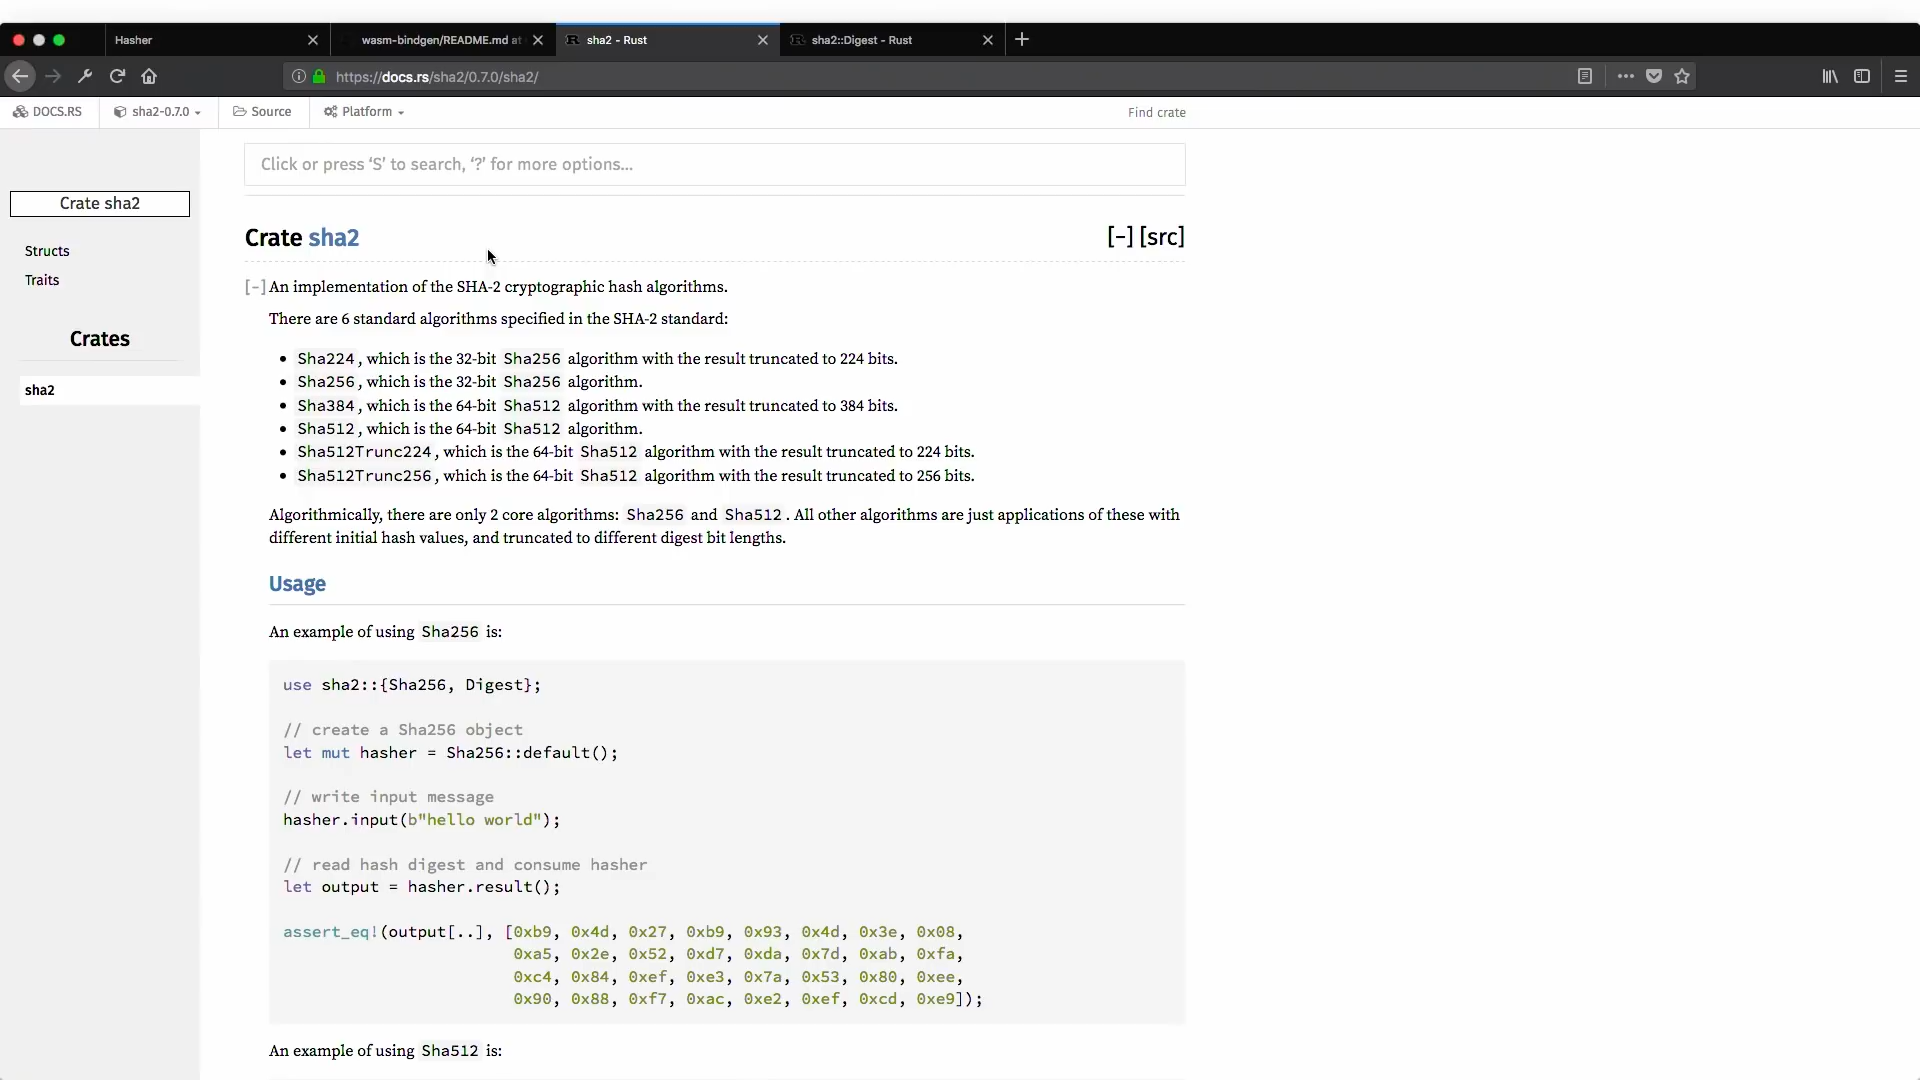 Hasher
wasm-bindgen/README.md at
sha2 - Rust
sha2::Digest - Rust
https://docs.rs/sha2/0.7.0/sha2/
DOCS.RS
sha2-0.7.0
Source
Platform
Find crate
Click or press ‘S’ to search, ‘?’ for more options...
Crate sha2
Structs
Traits
Crates
sha2
Crate sha2
[-] [src]
[-] An implementation of the SHA-2 cryptographic hash algorithms.
There are 6 standard algorithms specified in the SHA-2 standard:
• Sha224, which is the 32-bit Sha256 algorithm with the result truncated to 224 bits.
• Sha256, which is the 32-bit Sha256 algorithm.
• Sha384, which is the 64-bit Sha512 algorithm with the result truncated to 384 bits.
• Sha512, which is the 64-bit Sha512 algorithm.
• Sha512Trunc224, which is the 64-bit Sha512 algorithm with the result truncated to 224 bits.
• Sha512Trunc256, which is the 64-bit Sha512 algorithm with the result truncated to 256 bits.
Algorithmically, there are only 2 core algorithms: Sha256 and Sha512. All other algorithms are just applications of these with
different initial hash values, and truncated to different digest bit lengths.
Usage
An example of using Sha256 is:
use sha2::{Sha256, Digest};
// create a Sha256 object
let mut hasher = Sha256::default();
// write input message
hasher.input(b"hello world");
// read hash digest and consume hasher
let output = hasher.result();
assert_eq!(output[..], [0xb9, 0x4d, 0x27, 0xb9, 0x93, 0x4d, 0x3e, 0x08,
0xa5, 0x2e, 0x52, 0xd7, 0xda, 0x7d, 0xab, 0xfa,
0xc4, 0x84, 0xef, 0xe3, 0x7a, 0x53, 0x80, 0xee,
0x90, 0x88, 0xf7, 0xac, 0xe2, 0xef, 0xcd, 0xe9]);
An example of using Sha512 is: